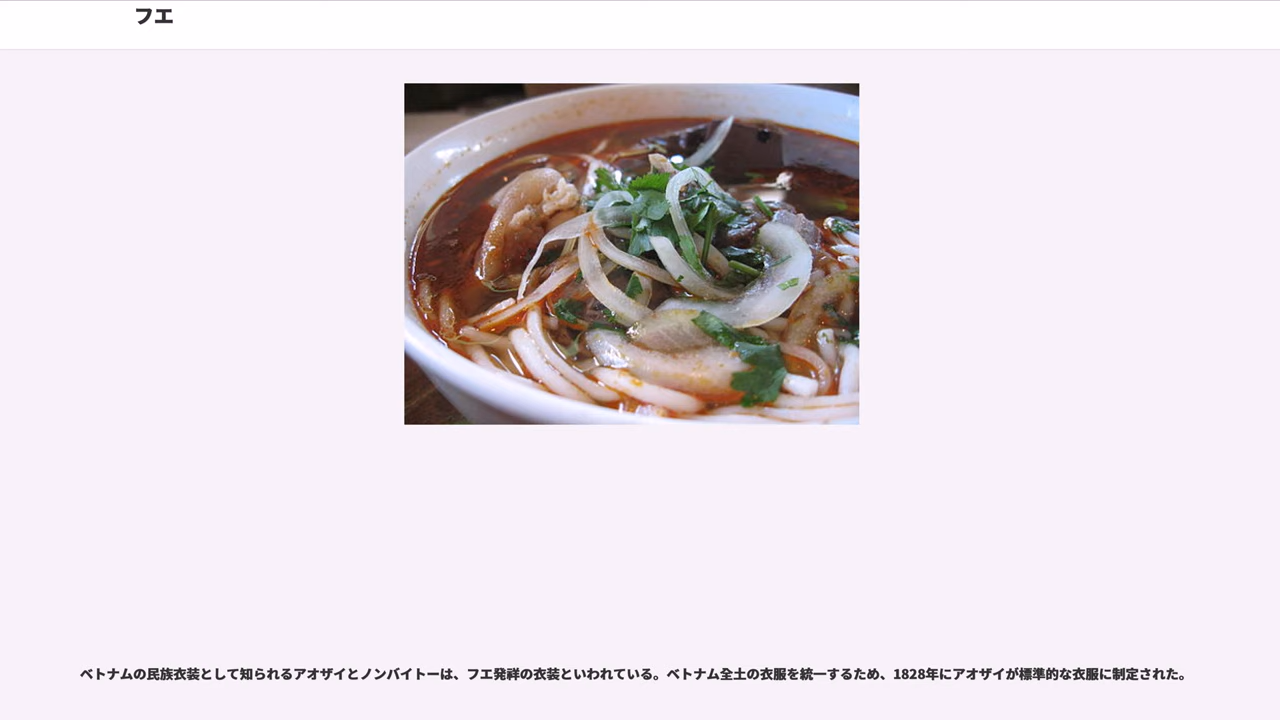 フエ
ベトナムの民族衣装として知られるアオザイとノンバイトーは、フエ発祥の衣装といわれている。ベトナム全土の衣服を統一するため、1828年にアオザイが標準的な衣服に制定された。